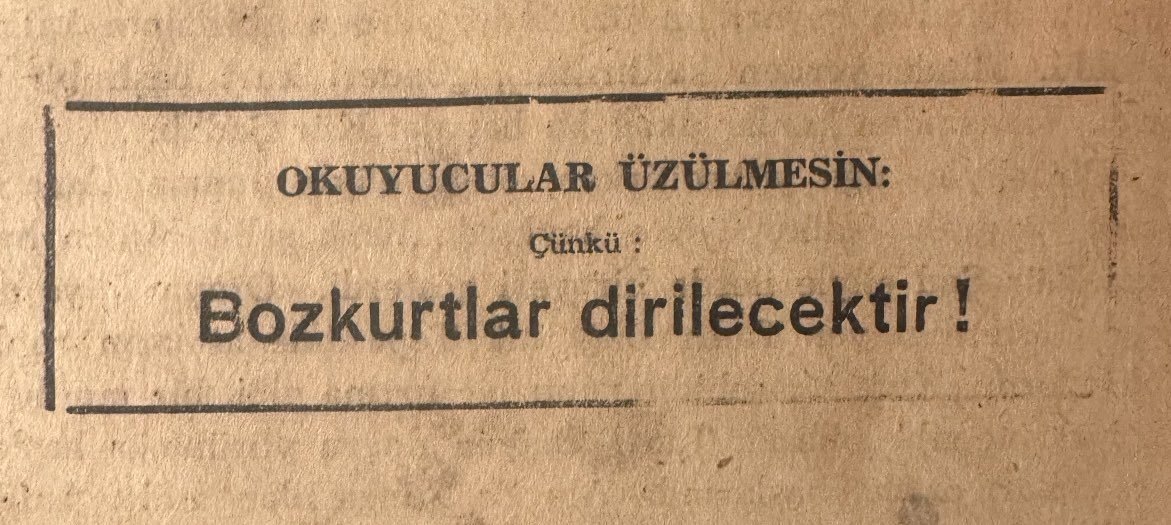 OKUYUCULAR ÜZÜLMESİN:
Çünkü :
Bozkurtlar dirilecektir !